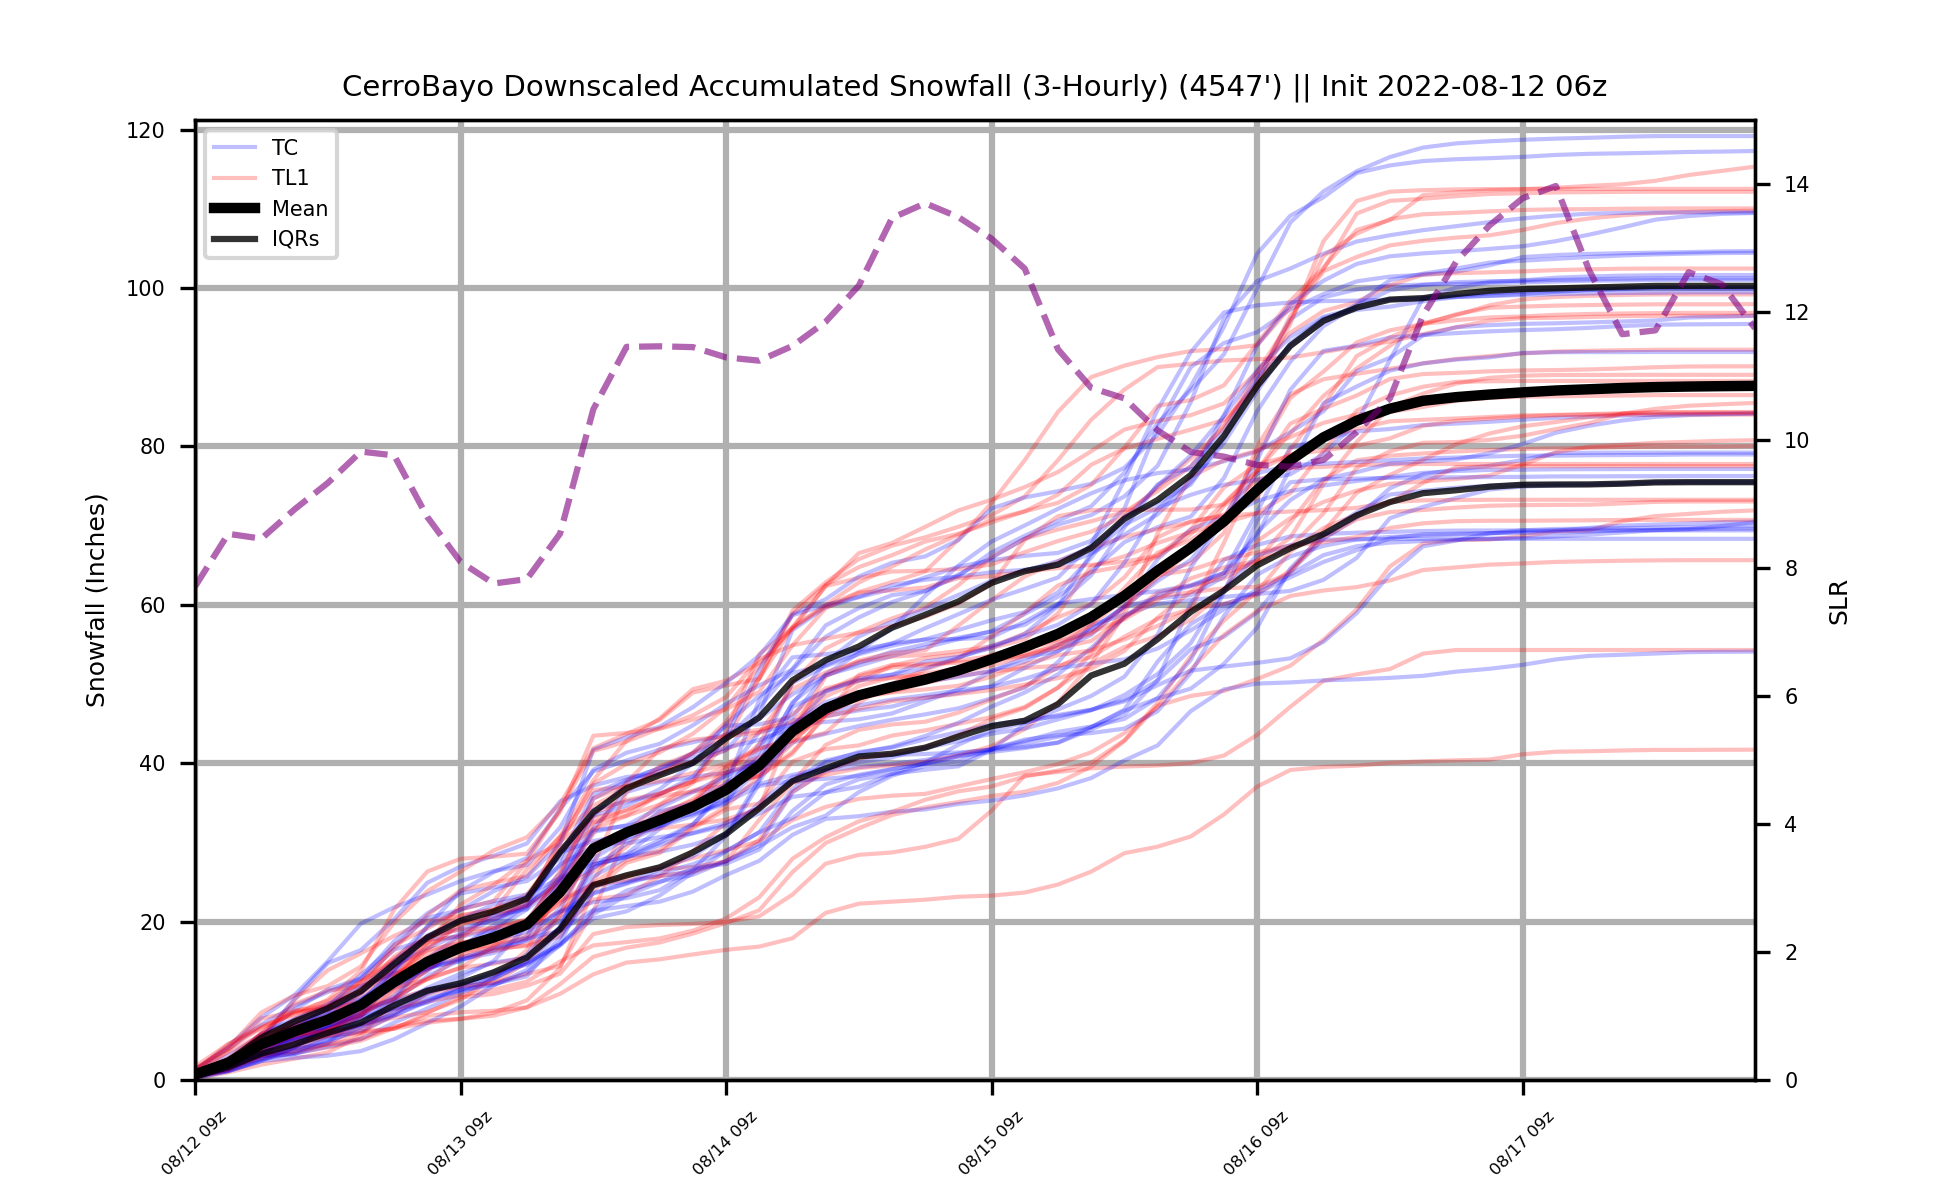 CerroBayo Downscaled Accumulated Snowfall (3-Hourly) (4547') || Init 2022-08-12 06z
TC
TL1
Mean
IQRs
Snowfall (Inches)
120
100
80
60
40
20
0
SLR
14
12
10
8
6
4
2
0
08/12 09z
08/13 09z
08/14 09z
08/15 09z
08/16 09z
08/17 09z